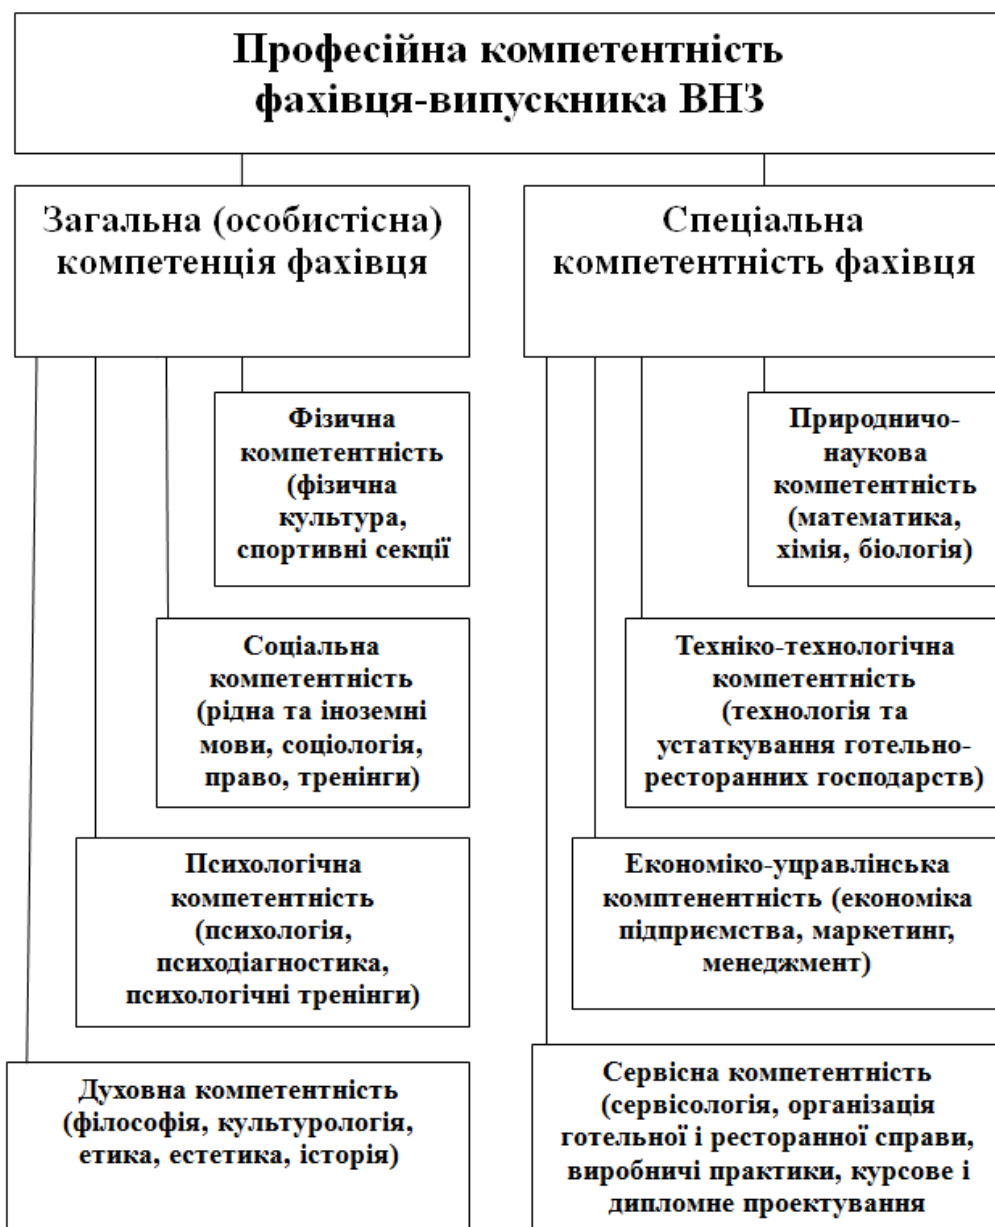 Професійна компетентність
фахівця-випускника ВНЗ
Загальна (особистісна)
компетенція фахівця
Спеціальна
компетентність фахівця
Фізична
компетентність
(фізична
культура,
спортивні секції
Природничо-
наукова
компетентність
(математика,
хімія, біологія)
Соціальна
компетентність
(рідна та іноземні
мови, соціологія,
право, тренінги)
Техніко-технологічна
компетентність
(технологія та
устаткування готельно-
ресторанних господарств)
Психологічна
компетентність
(психологія,
психодіагностика,
психологічні тренінги)
Економіко-уцравлінська
комптенентність (економіка
підприємства, маркетинг,
менеджмент)
Духовна компетентність
(філософія, культурологія,
етика, естетика, історія)
Сервісна компетентність
(сервісологія, організація
готельної і ресторанної справи,
виробничі практики, курсове і
дипломне проектування